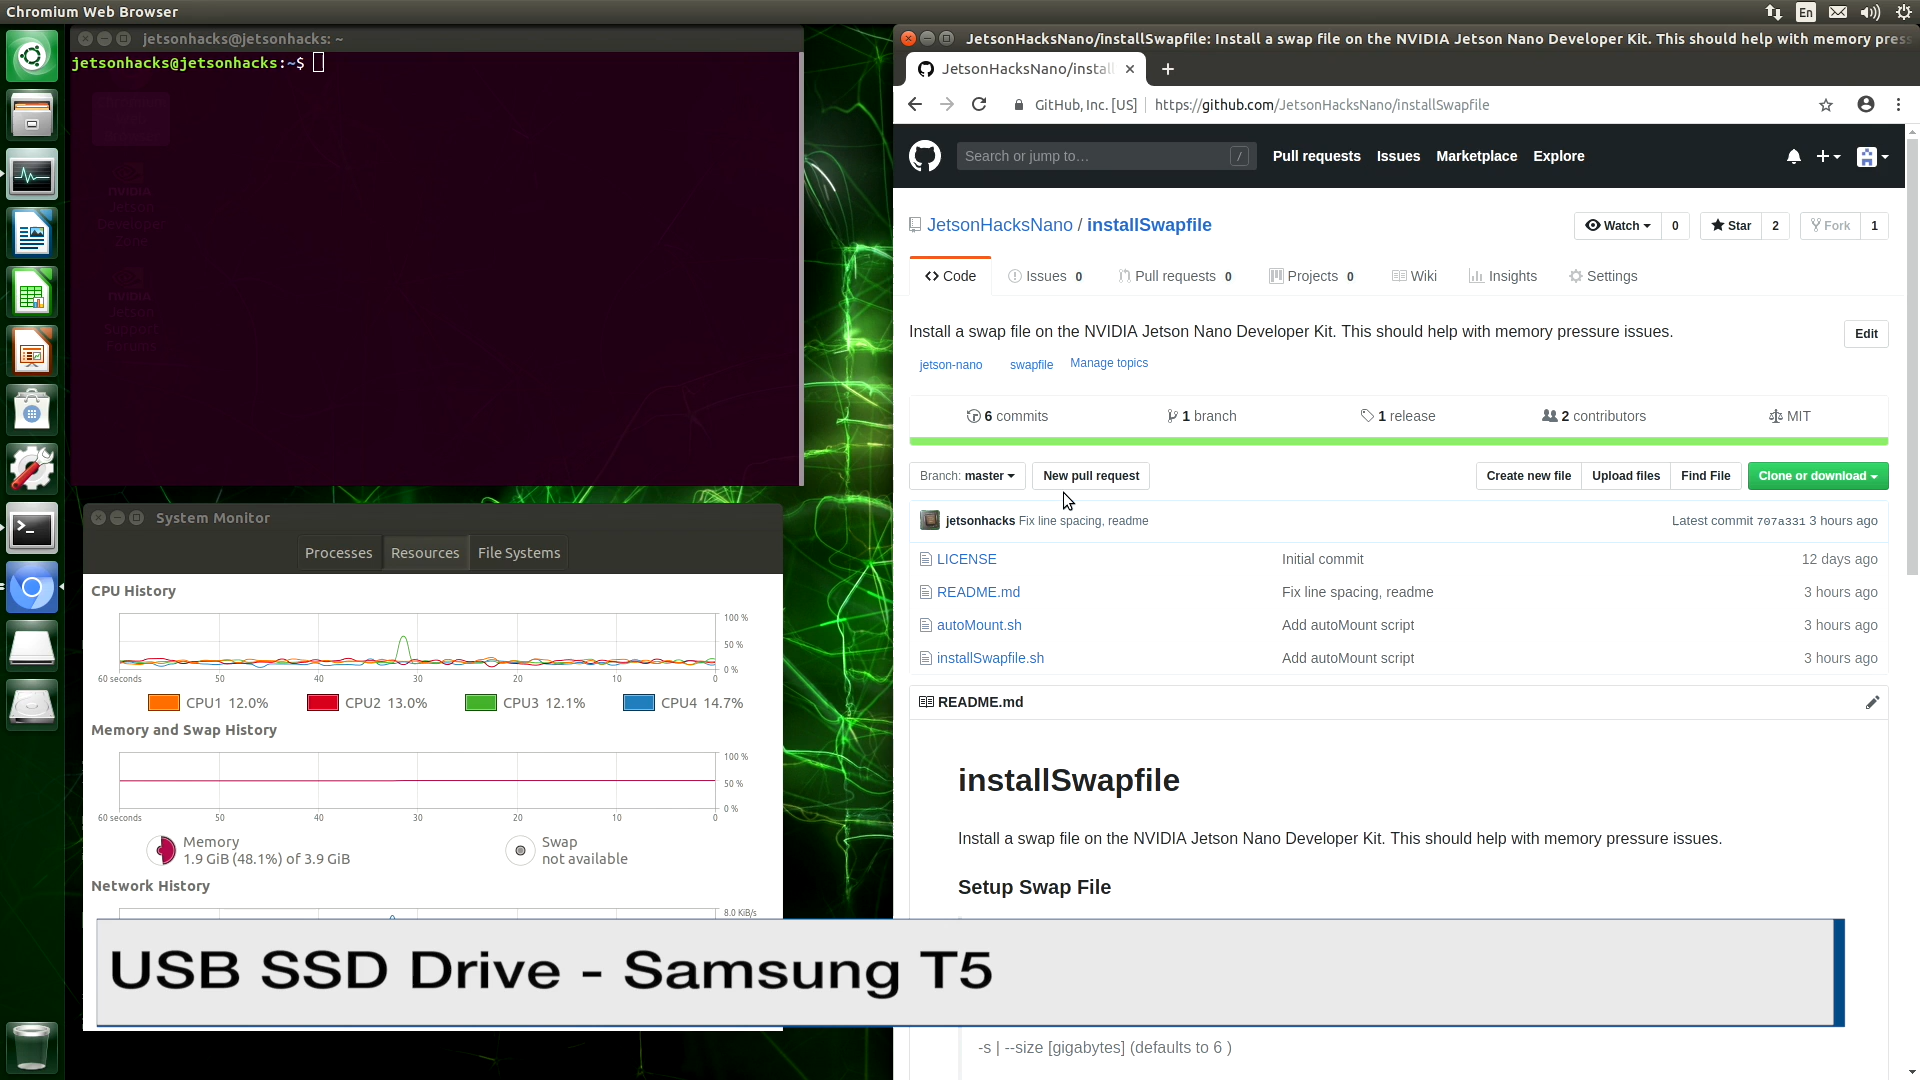 Chromium Web Browser
En
jetsonhacks@jetsonhacks: ~
jetsonhacks@jetsonhacks:~$
NVIDIA
Jetson
Developer
Zone
NVIDIA
Jetson
Support
Forums
System Monitor
Processes Resources File Systems
CPU History
100 %
50 %
0 %
60 seconds 50 40 30 20 10 0
CPU1 12.0% CPU2 13.0% CPU3 12.1% CPU4 14.7%
Memory and Swap History
100 %
50 %
0 %
60 seconds 50 40 30 20 10 0
Memory
1.9 GiB (48.1%) of 3.9 GiB
Swap
not available
Network History
8.0 KiB/s
JetsonHacksNano/installSwapfile: Install a swap file on the NVIDIA Jetson Nano Developer Kit. This should help with memory pres
JetsonHacksNano/install
GitHub, Inc. [US] https://github.com/JetsonHacksNano/installSwapfile
Search or jump to… / Pull requests Issues Marketplace Explore
JetsonHacksNano / installSwapfile
Watch 0 Star 2 Fork 1
Code Issues 0 Pull requests 0 Projects 0 Wiki Insights Settings
Install a swap file on the NVIDIA Jetson Nano Developer Kit. This should help with memory pressure issues.
Edit
jetson-nano swapfile Manage topics
6 commits 1 branch 1 release 2 contributors MIT
Branch: master New pull request Create new file Upload files Find File Clone or download
jetsonhacks Fix line spacing, readme Latest commit 707a331 3 hours ago
LICENSE Initial commit 12 days ago
README.md Fix line spacing, readme 3 hours ago
autoMount.sh Add autoMount script 3 hours ago
installSwapfile.sh Add autoMount script 3 hours ago
README.md
installSwapfile
Install a swap file on the NVIDIA Jetson Nano Developer Kit. This should help with memory pressure issues.
Setup Swap File
USB SSD Drive - Samsung T5
-s | --size [gigabytes] (defaults to 6 )